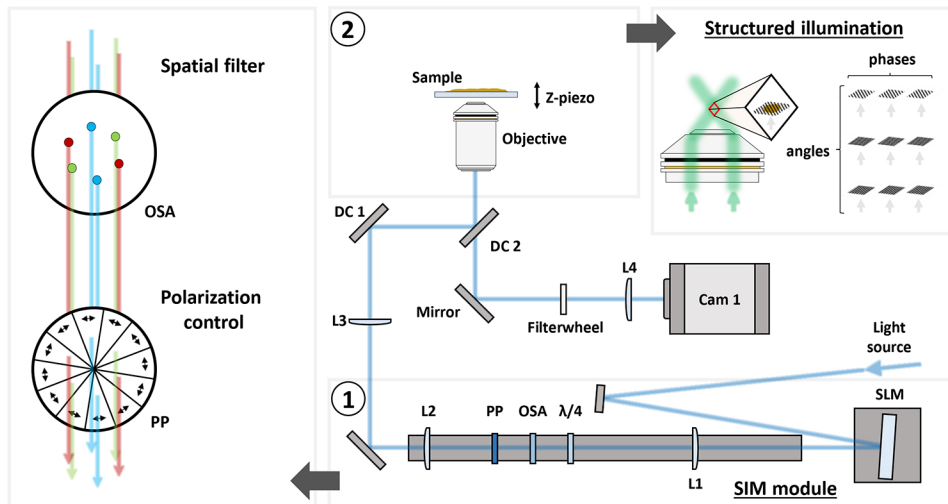 Spatial filter
OSA
Polarization
control
PP
2
Sample
Z-piezo
Objective
DC 1
DC 2
L3
Mirror
Filterwheel
L4
Cam 1
Structured illumination
phases
angles
Light
source
1
L2
PP
OSA
λ/4
L1
SLM
SIM module